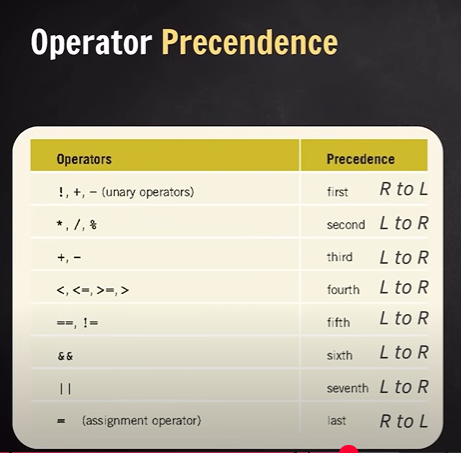 Operator Precendence
Operators Precedence
!, +, - (unary operators) first R to L
*, /, % second L to R
+, - third L to R
<, <=, >=, > fourth L to R
==, != fifth L to R
&& sixth L to R
|| seventh L to R
= (assignment operator) last R to L